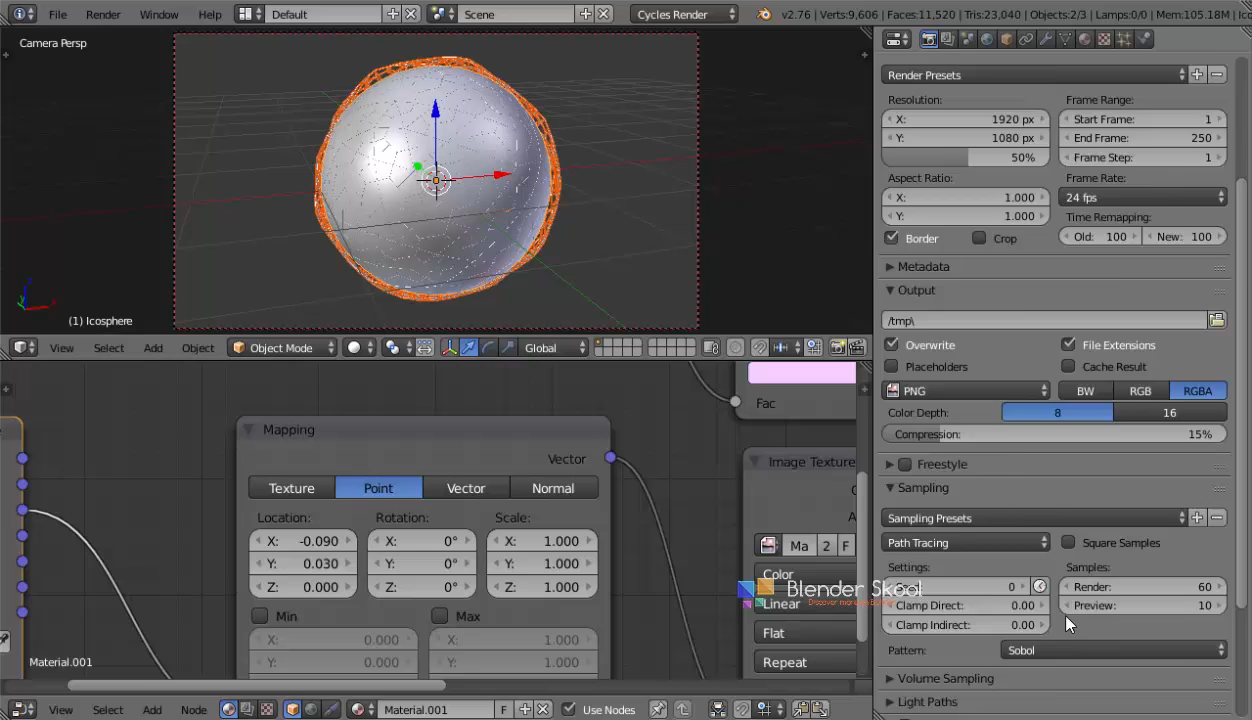 File Render Window Help Default Scene Cycles Render v2.76 | Verts:9,606 | Faces:11,520 | Tris:23,040 | Objects:2/3 | Lamps:0/0 | Mem:105.18M |
Camera Persp
(1) Icosphere
View Select Add Object Object Mode Global
Render Presets
Resolution: Frame Range:
X: 1920 px Start Frame: 1
Y: 1080 px End Frame: 250
50% Frame Step: 1
Aspect Ratio: Frame Rate:
X: 1.000 24 fps
Y: 1.000 Time Remapping:
Border Crop Old: 100 New: 100
Metadata
Output
/tmp\
Overwrite File Extensions
Placeholders Cache Result
PNG BW RGB RGBA
Color Depth: 8 16
Compression: 15%
Freestyle
Sampling
Sampling Presets
Path Tracing Square Samples
Settings: Samples:
0 Render: 60
Clamp Direct: 0.00 Preview: 10
Clamp Indirect: 0.00
Pattern: Sobol
Volume Sampling
Light Paths
Fac
Mapping
Vector
Texture Point Vector Normal
Location: Rotation: Scale:
X: -0.090 X: 0° X: 1.000
Y: 0.030 Y: 0° Y: 1.000
Z: 0.000 Z: 0° Z: 1.000
Min Max
X: 0.000 X: 1.000
Y: 0.000 Y: 1.000
Image Texture
Ma 2 F
Color
Linear
Flat
Repeat
Blender Skool
Material.001
View Select Add Node Material.001 F Use Nodes